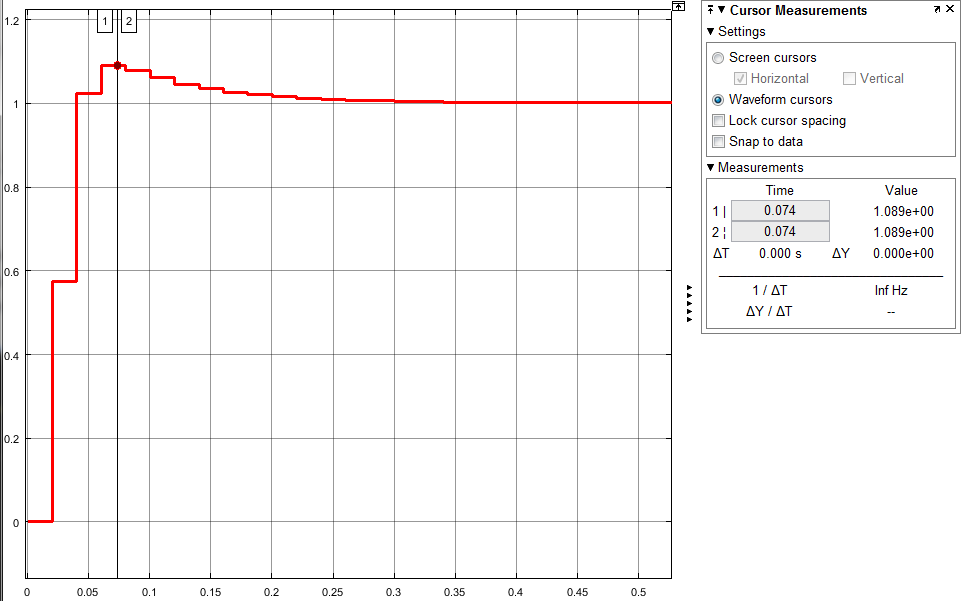 1 2
1.2
1
0.8
0.6
0.4
0.2
0
0 0.05 0.1 0.15 0.2 0.25 0.3 0.35 0.4 0.45 0.5
Cursor Measurements
Settings
Screen cursors
Horizontal Vertical
Waveform cursors
Lock cursor spacing
Snap to data
Measurements
Time Value
1 | 0.074 1.089e+00
2 ¦ 0.074 1.089e+00
ΔT 0.000 s ΔY 0.000e+00
1 / ΔT Inf Hz
ΔY / ΔT --